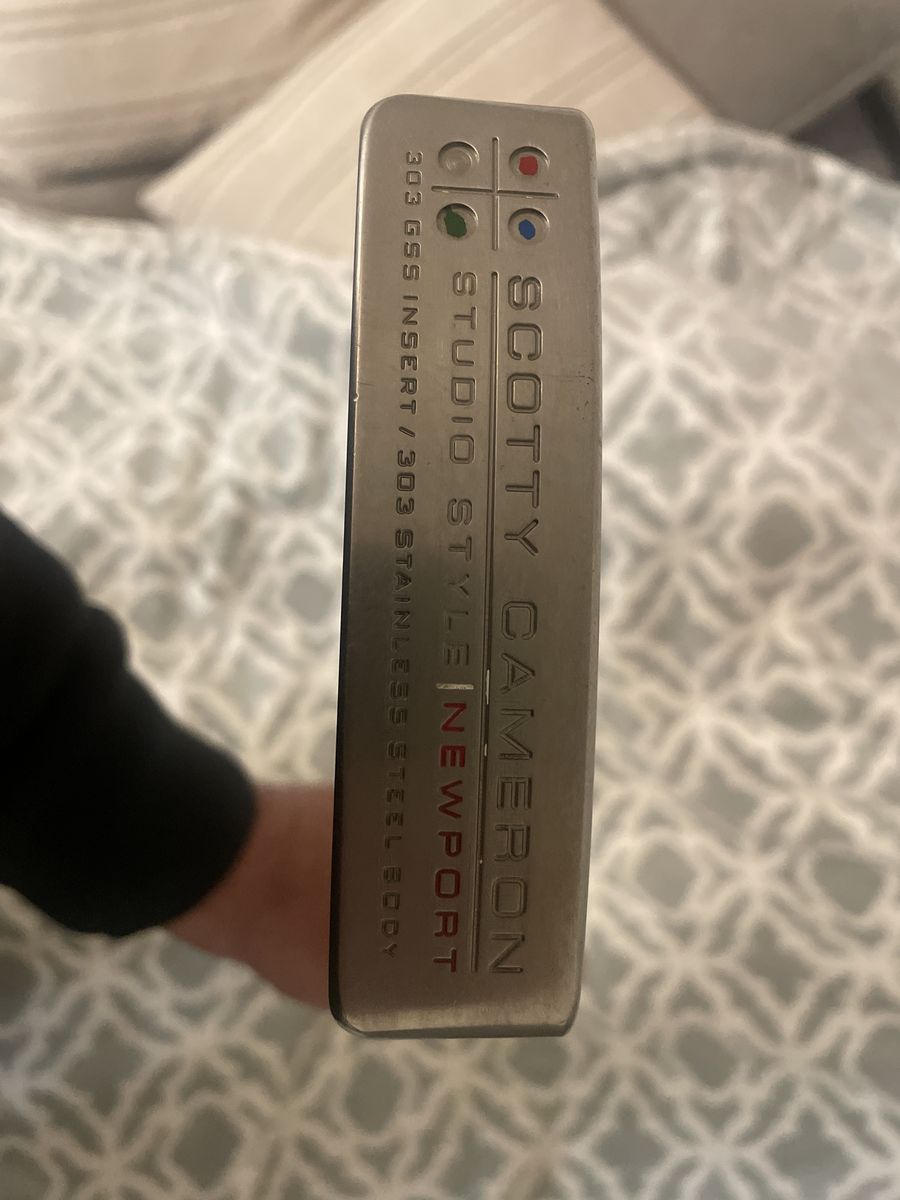 SCOTTY CAMERON
STUDIO STYLE | NEWPORT
303 GSS INSERT / 303 STAINLESS STEEL BODY